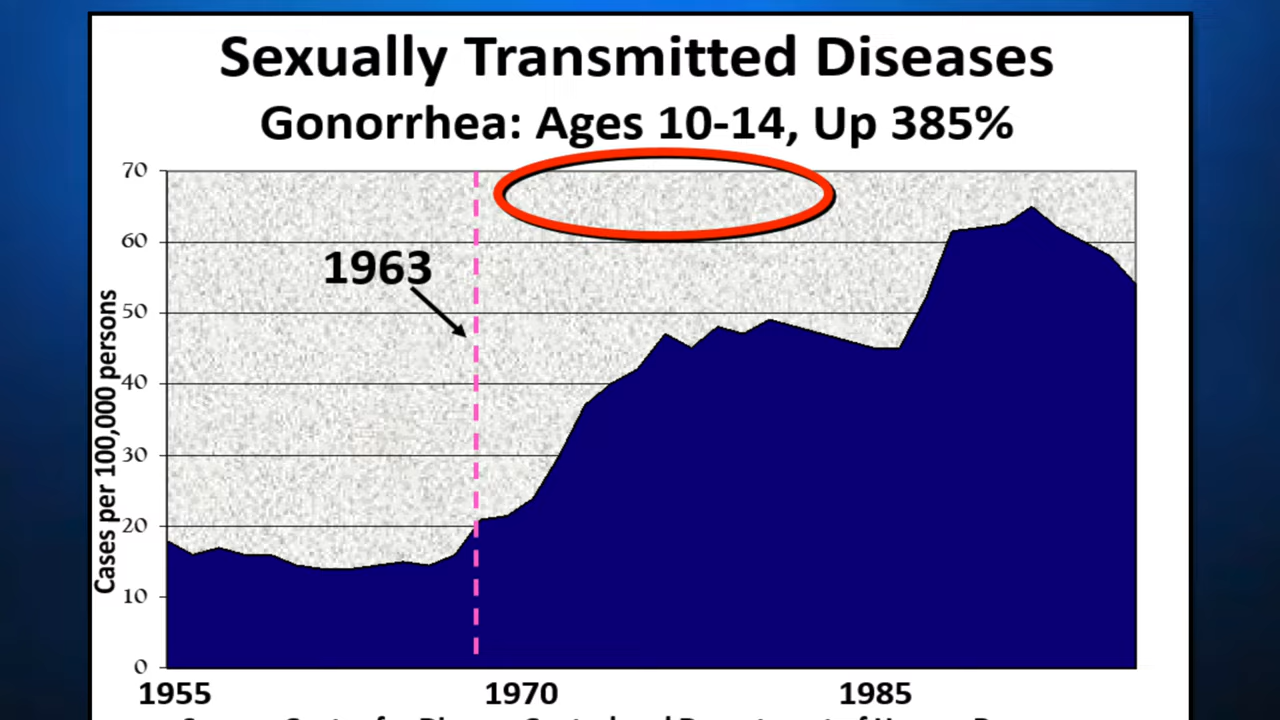 Sexually Transmitted Diseases
Gonorrhea: Ages 10-14, Up 385%
70
60
1963
50
40
30
20
10
0
Cases per 100,000 persons
1955 1970 1985